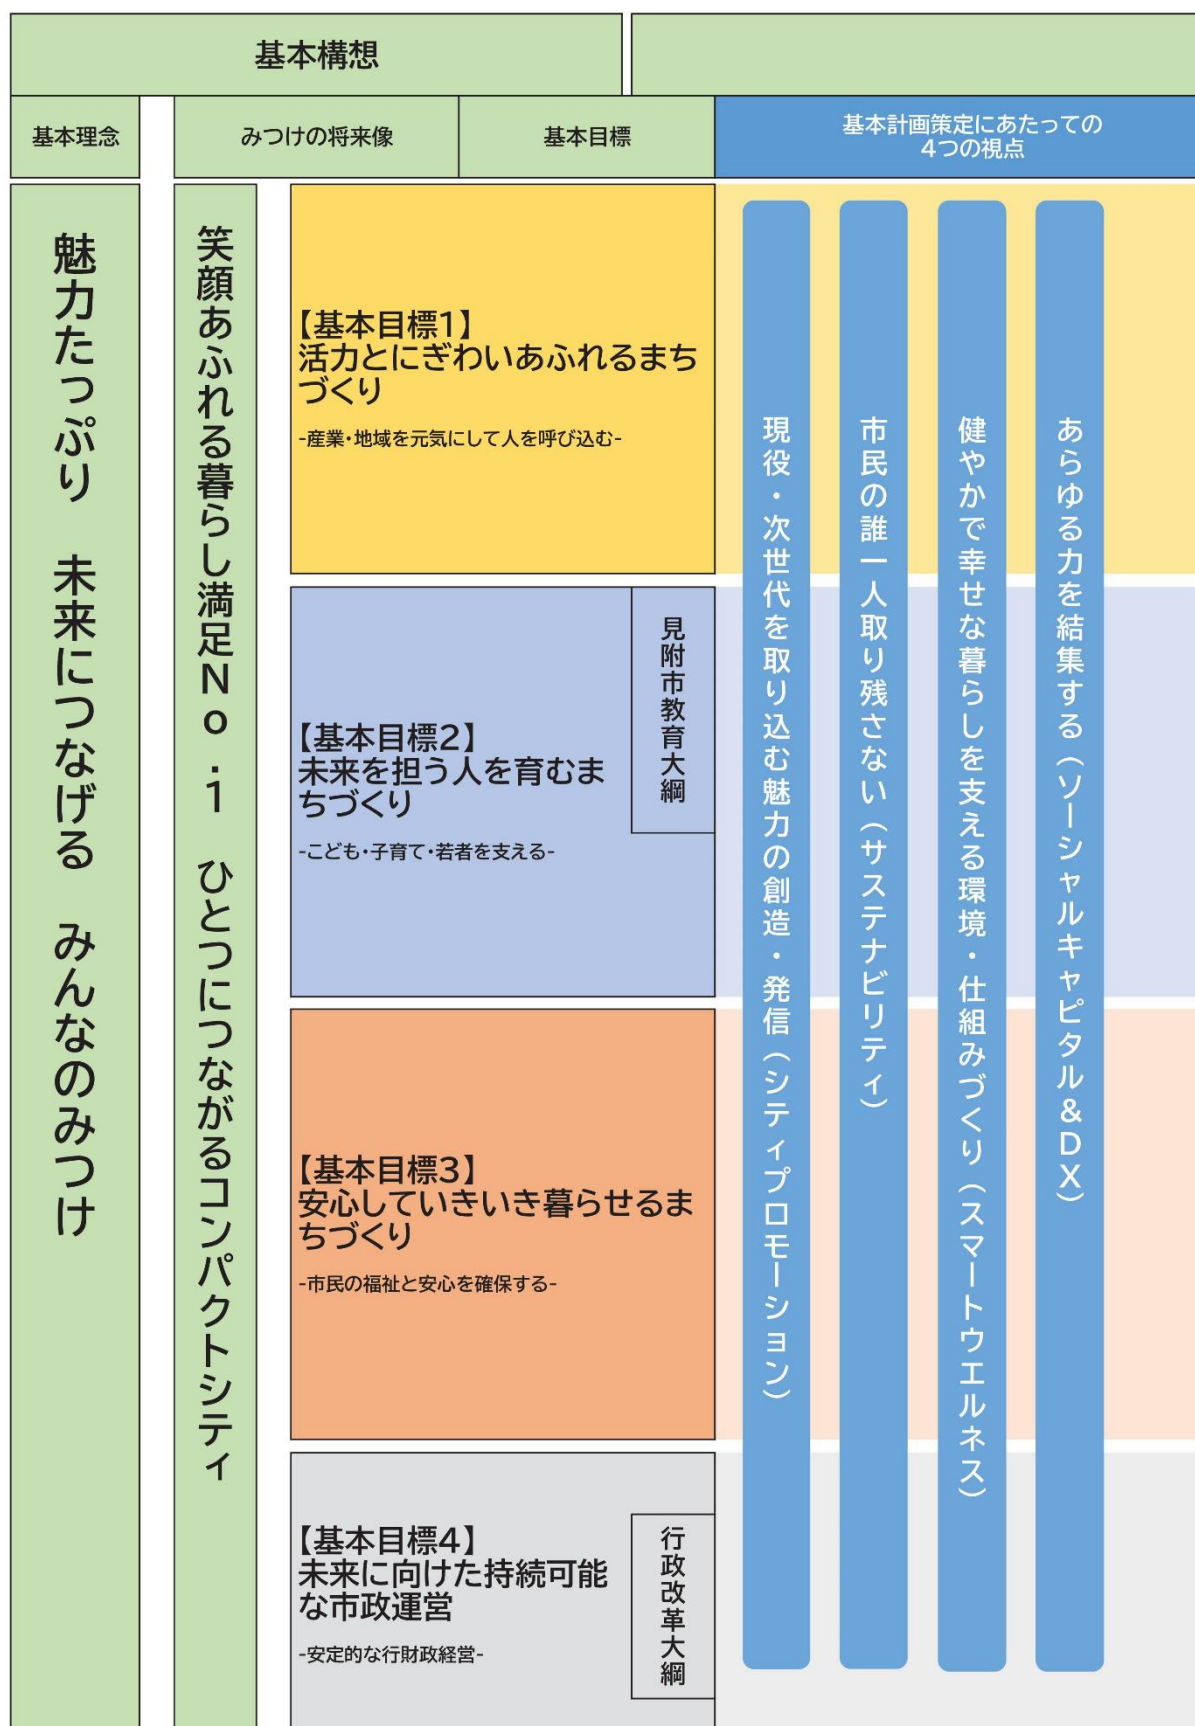 基本構想
基本理念
みつけの将来像
基本目標
基本計画策定にあたっての
4つの視点
魅力たっぷり　未来につなげる　みんなのみつけ
笑顔あふれる暮らし満足No.1　ひとつにつながるコンパクトシティ
【基本目標1】
活力とにぎわいあふれるまち
づくり
-産業・地域を元気にして人を呼び込む-
【基本目標2】
未来を担う人を育むま
ちづくり
-こども・子育て・若者を支える-
見附市教育大綱
【基本目標3】
安心していきいき暮らせるま
ちづくり
-市民の福祉と安心を確保する-
【基本目標4】
未来に向けた持続可能
な市政運営
-安定的な行財政経営-
行政改革大綱
現役・次世代を取り込む魅力の創造・発信（シティプロモーション）
市民の誰一人取り残さない（サステナビリティ）
健やかで幸せな暮らしを支える環境・仕組みづくり（スマートウエルネス）
あらゆる力を結集する（ソーシャルキャピタル&DX）